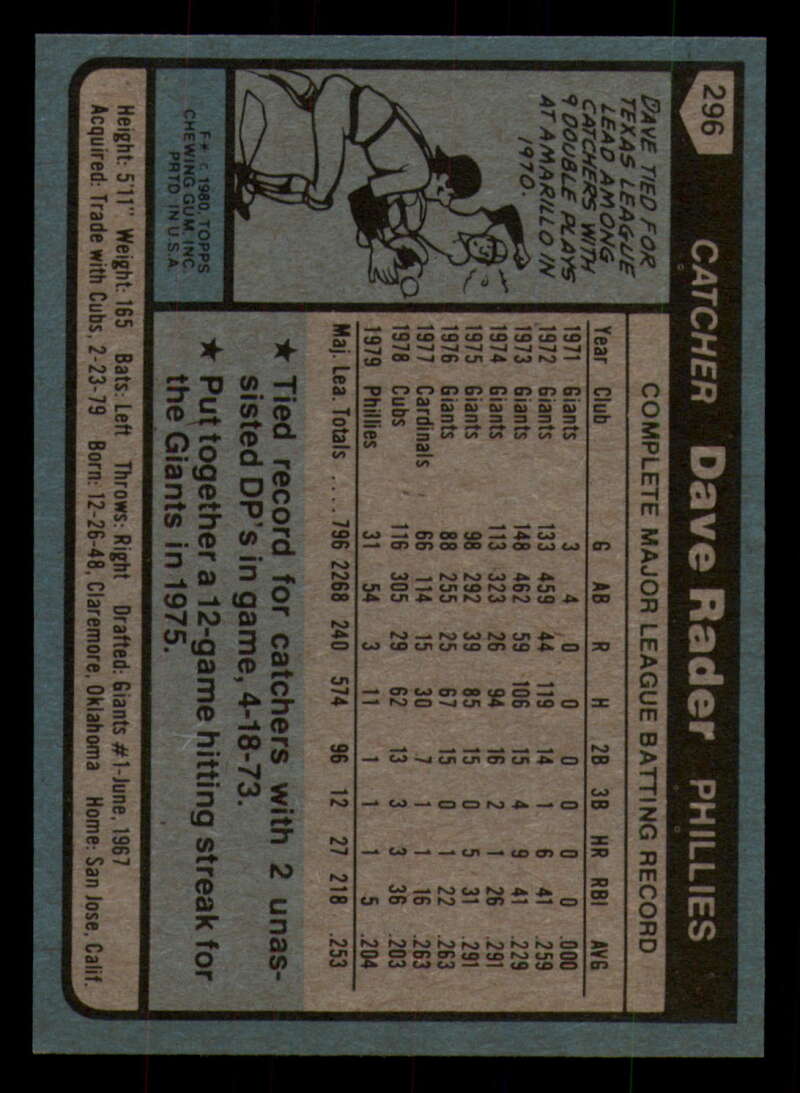 296
CATCHER Dave Rader PHILLIES
DAVE TIED FOR
TEXAS LEAGUE
LEAD AMONG
CATCHERS WITH
9 DOUBLE PLAYS
AT AMARILLO IN
1970.
F* © 1980, TOPPS
CHEWING GUM, INC.
PRTD. IN U.S.A.
COMPLETE MAJOR LEAGUE BATTING RECORD
Year Club G AB R H 2B 3B HR RBI AVG
1971 Giants 3 4 0 0 0 0 0 0 .000
1972 Giants 133 459 44 119 14 1 6 41 .259
1973 Giants 148 462 59 106 15 4 9 41 .229
1974 Giants 113 323 26 94 16 2 1 26 .291
1975 Giants 98 292 39 85 15 0 5 31 .291
1976 Giants 88 255 25 67 15 0 1 22 .263
1977 Cardinals 66 114 15 30 7 1 1 16 .263
1978 Cubs 116 305 29 62 13 3 3 36 .203
1979 Phillies 31 54 3 11 1 1 1 5 .204
Maj. Lea. Totals .... 796 2268 240 574 96 12 27 218 .253
★ Tied record for catchers with 2 unas-
sisted DP's in game, 4-18-73.
★ Put together a 12-game hitting streak for
the Giants in 1975.
Height: 5'11" Weight: 165 Bats: Left Throws: Right Drafted: Giants #1-June, 1967
Acquired: Trade with Cubs, 2-23-79 Born: 12-26-48, Claremore, Oklahoma Home: San Jose, Calif.